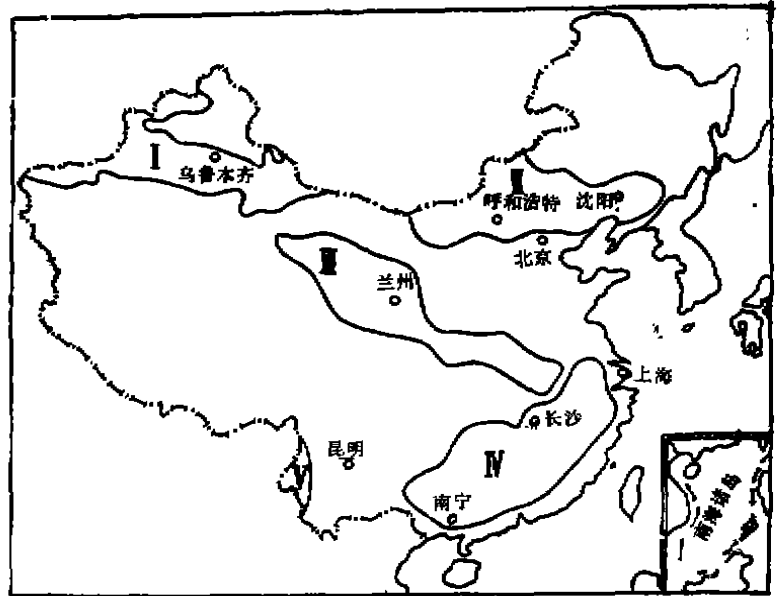 Ⅰ
乌鲁木齐
Ⅱ
呼和浩特
沈阳
北京
Ⅲ
兰州
上海
长沙
昆明
Ⅳ
Ⅴ
南宁
南海诸岛